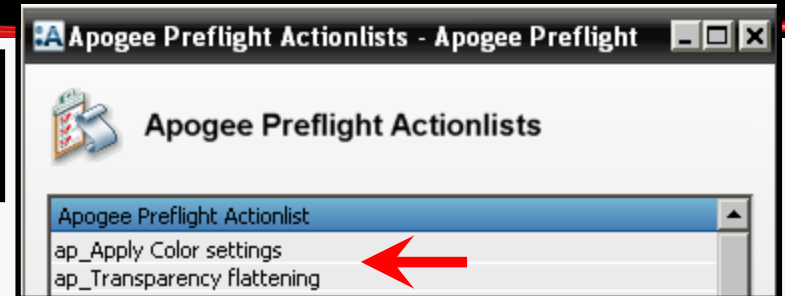 Apogee Preflight Actionlists - Apogee Preflight
Apogee Preflight Actionlists
Apogee Preflight Actionlist
ap_Apply Color settings
ap_Transparency flattening